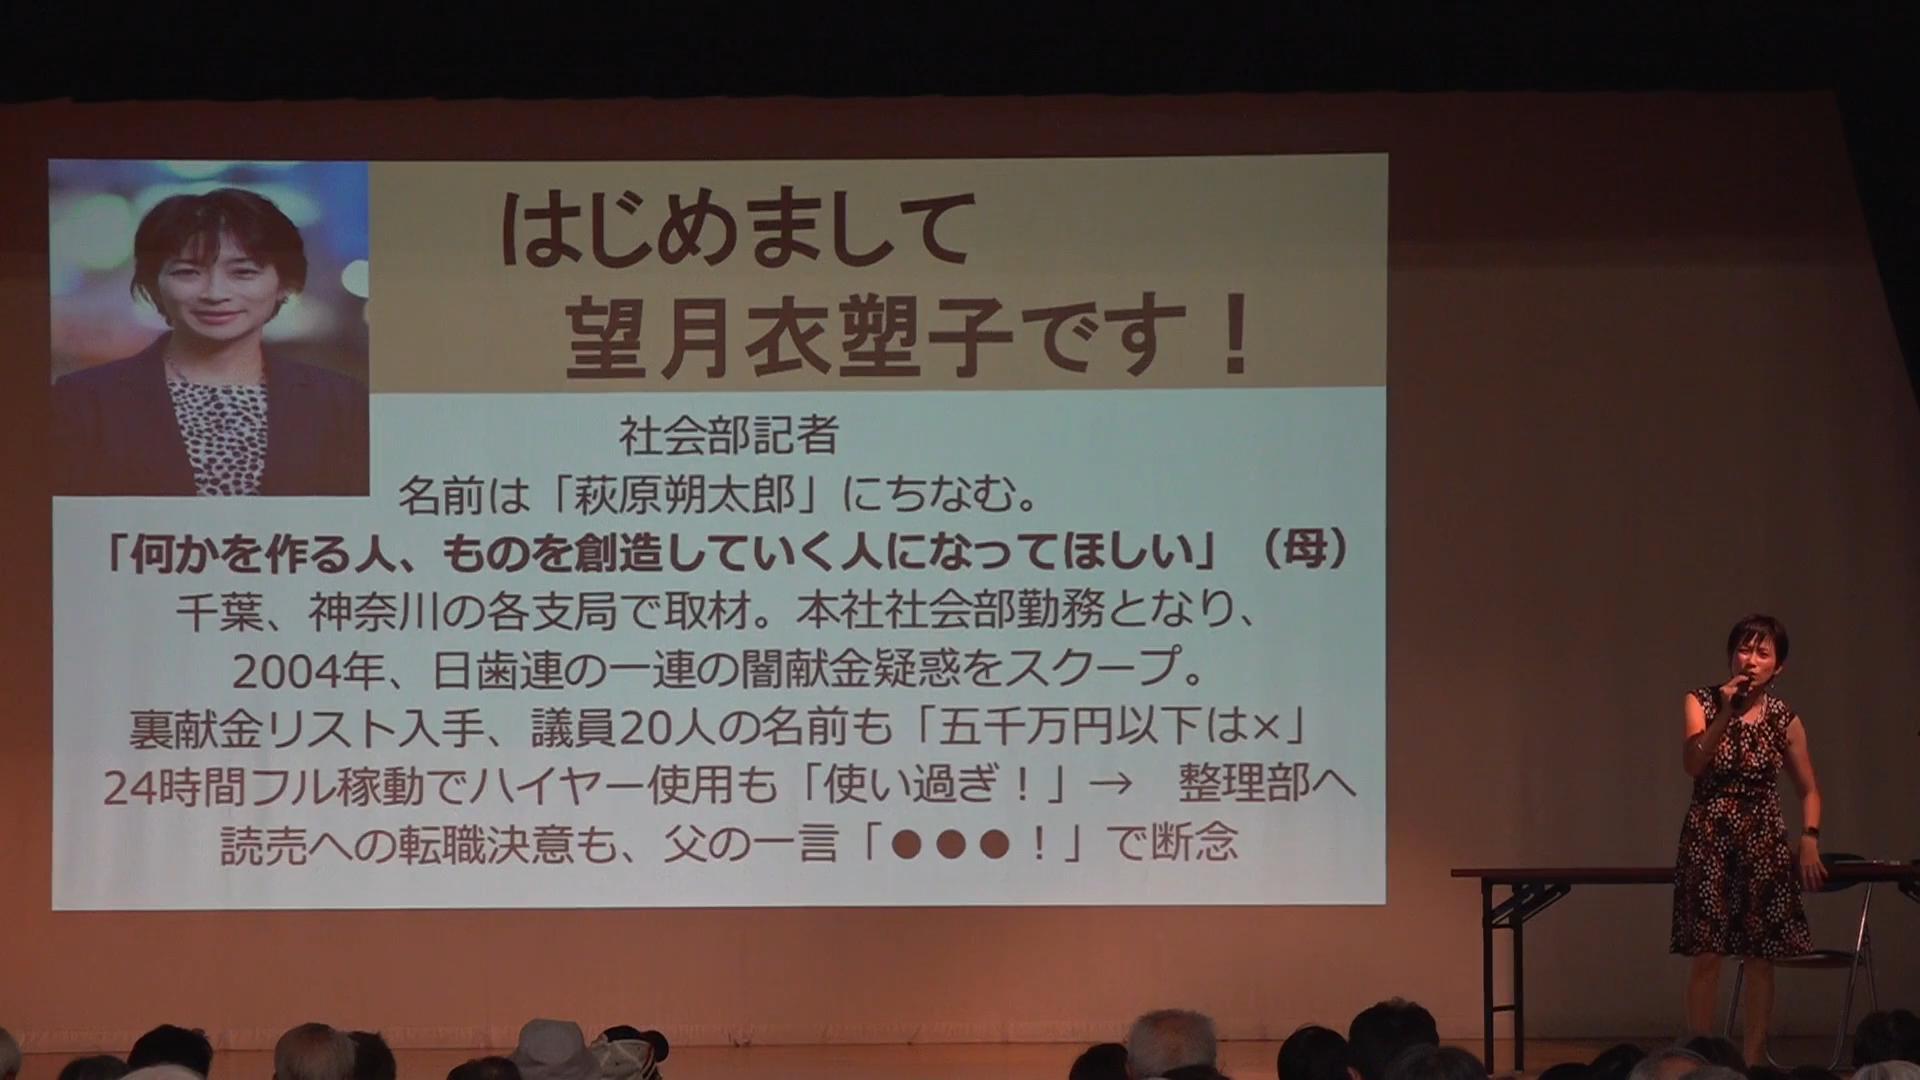 はじめまして
望月衣塑子です！
社会部記者
名前は「萩原朔太郎」にちなむ。
「何かを作る人、ものを創造していく人になってほしい」（母）
千葉、神奈川の各支局で取材。本社社会部勤務となり、
2004年、日歯連の一連の闇献金疑惑をスクープ。
裏献金リスト入手、議員20人の名前も「五千万円以下は×」
24時間フル稼動でハイヤー使用も「使い過ぎ！」→　整理部へ
読売への転職決意も、父の一言「●●●！」で断念